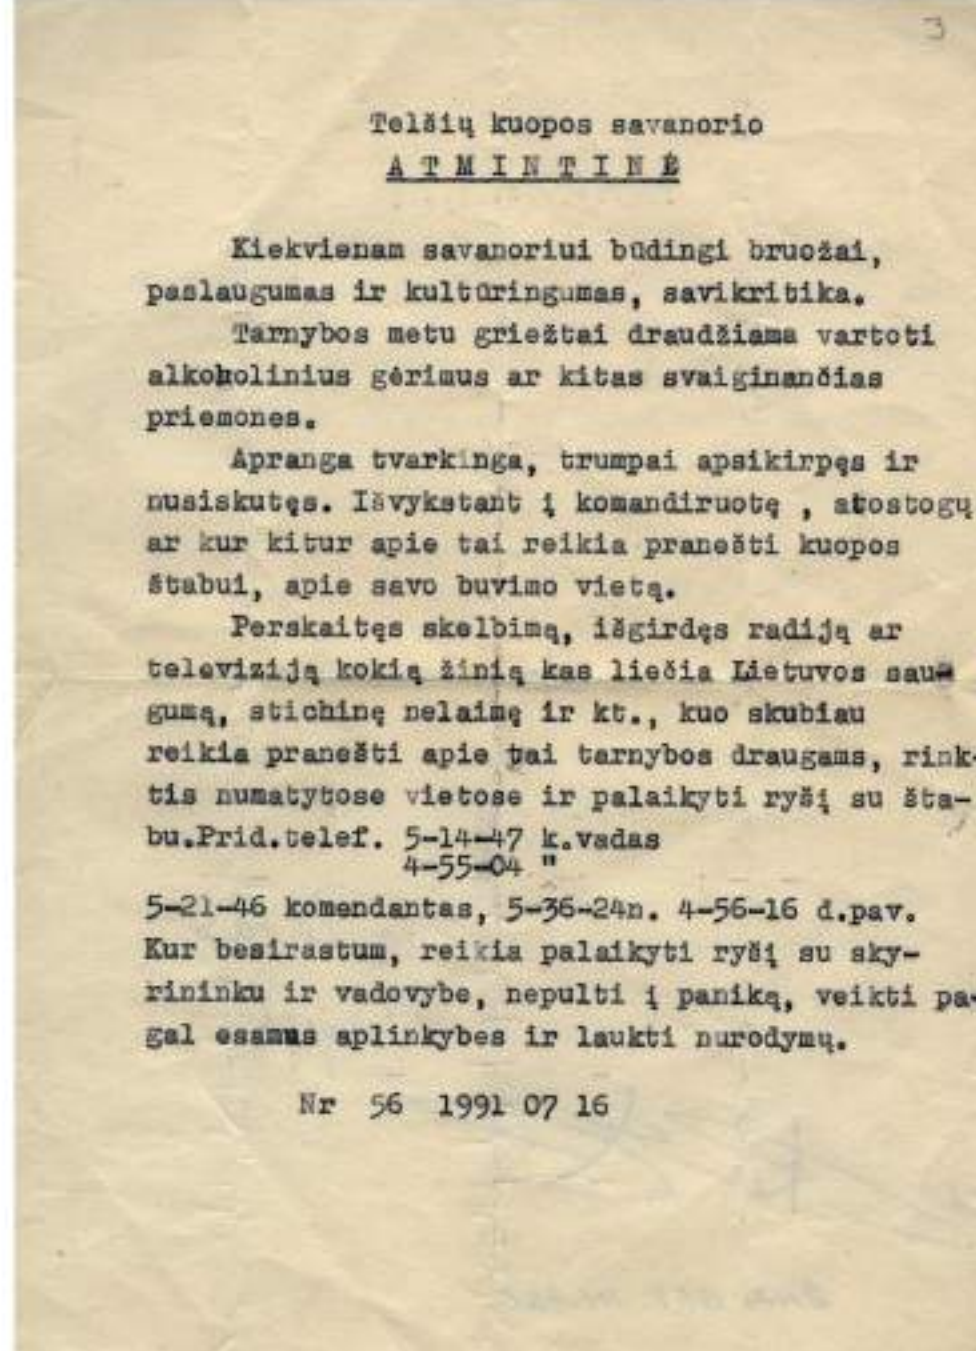 3
Telšių kuopos savanorio
A T M I N T I N Ė
Kiekvienam savanoriui būdingi bruožai,
paslaugumas ir kultūringumas, savikritika.
Tarnybos metu griežtai draudžiama vartoti
alkoholinius gėrimus ar kitas svaiginančias
priemones.
Apranga tvarkinga, trumpai apsikirpęs ir
nusiskutęs. Išvykstant į komandiruotę , atostogų
ar kur kitur apie tai reikia pranešti kuopos
štabui, apie savo buvimo vietą.
Perskaitęs skelbimą, išgirdęs radiją ar
televiziją kokią žinią kas liečia Lietuvos sau-
gumą, stichinę nelaimę ir kt., kuo skubiau
reikia pranešti apie tai tarnybos draugams, rink-
tis numatytose vietose ir palaikyti ryšį su šta-
bu.Prid.telef. 5-14-47 k.vadas
4-55-04 "
5-21-46 komendantas, 5-36-24n. 4-56-16 d.pav.
Kur besirastum, reikia palaikyti ryšį su sky-
rininku ir vadovybe, nepulti į paniką, veikti pa-
gal esamas aplinkybes ir laukti nurodymų.
Nr 56 1991 07 16